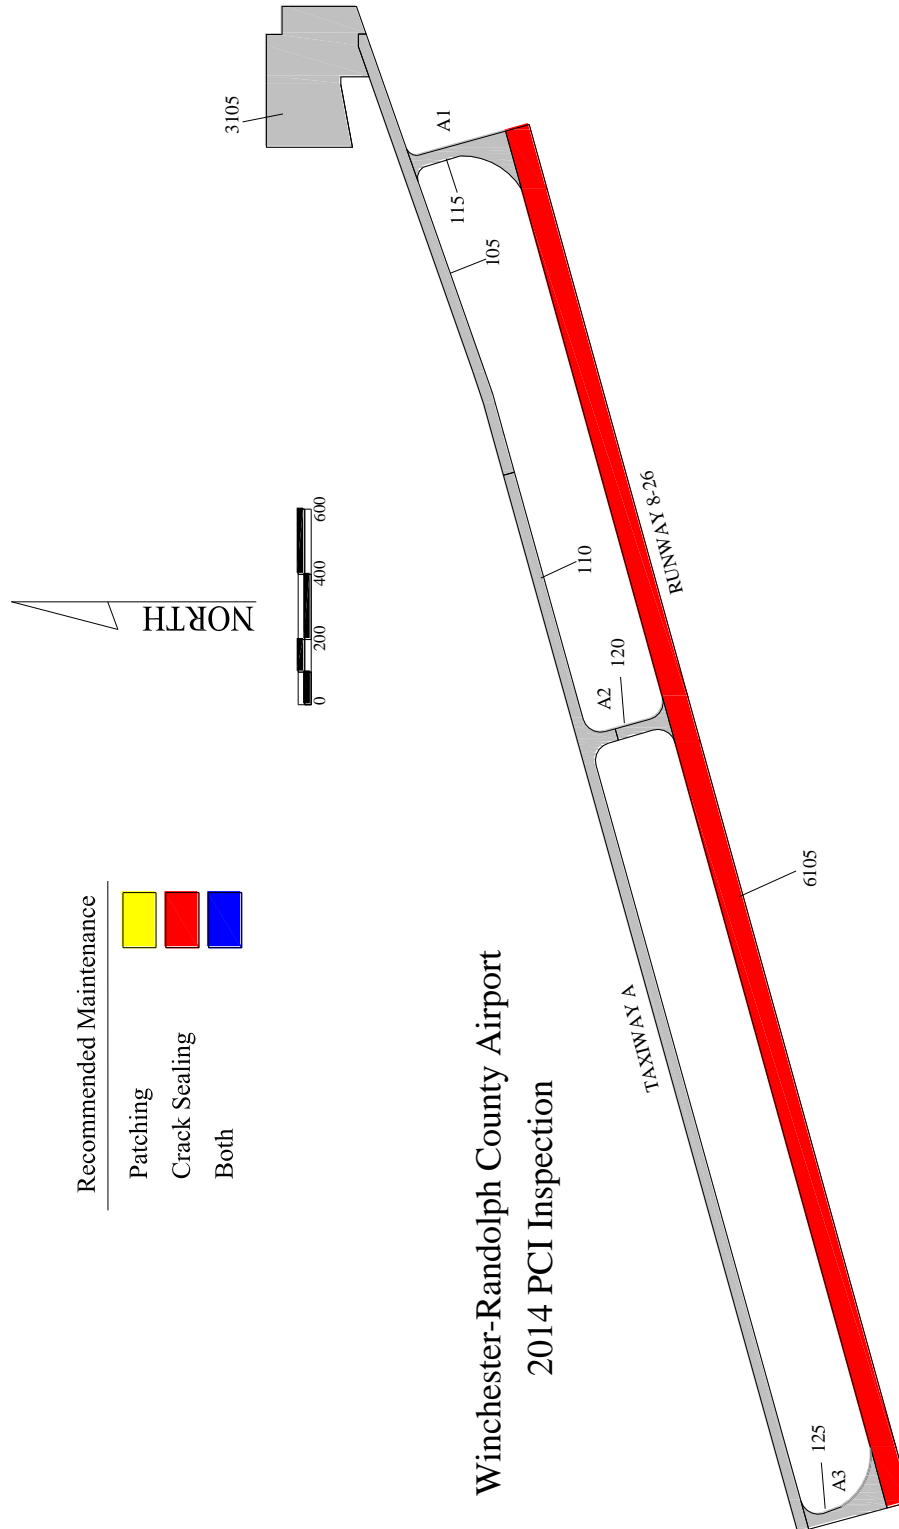 3105
A1
115
105
NORTH
0
200
400
600
110
RUNWAY 8-26
A2
120
6105
Recommended Maintenance
Patching
Crack Sealing
Both
TAXIWAY A
Winchester-Randolph County Airport
2014 PCI Inspection
125
A3